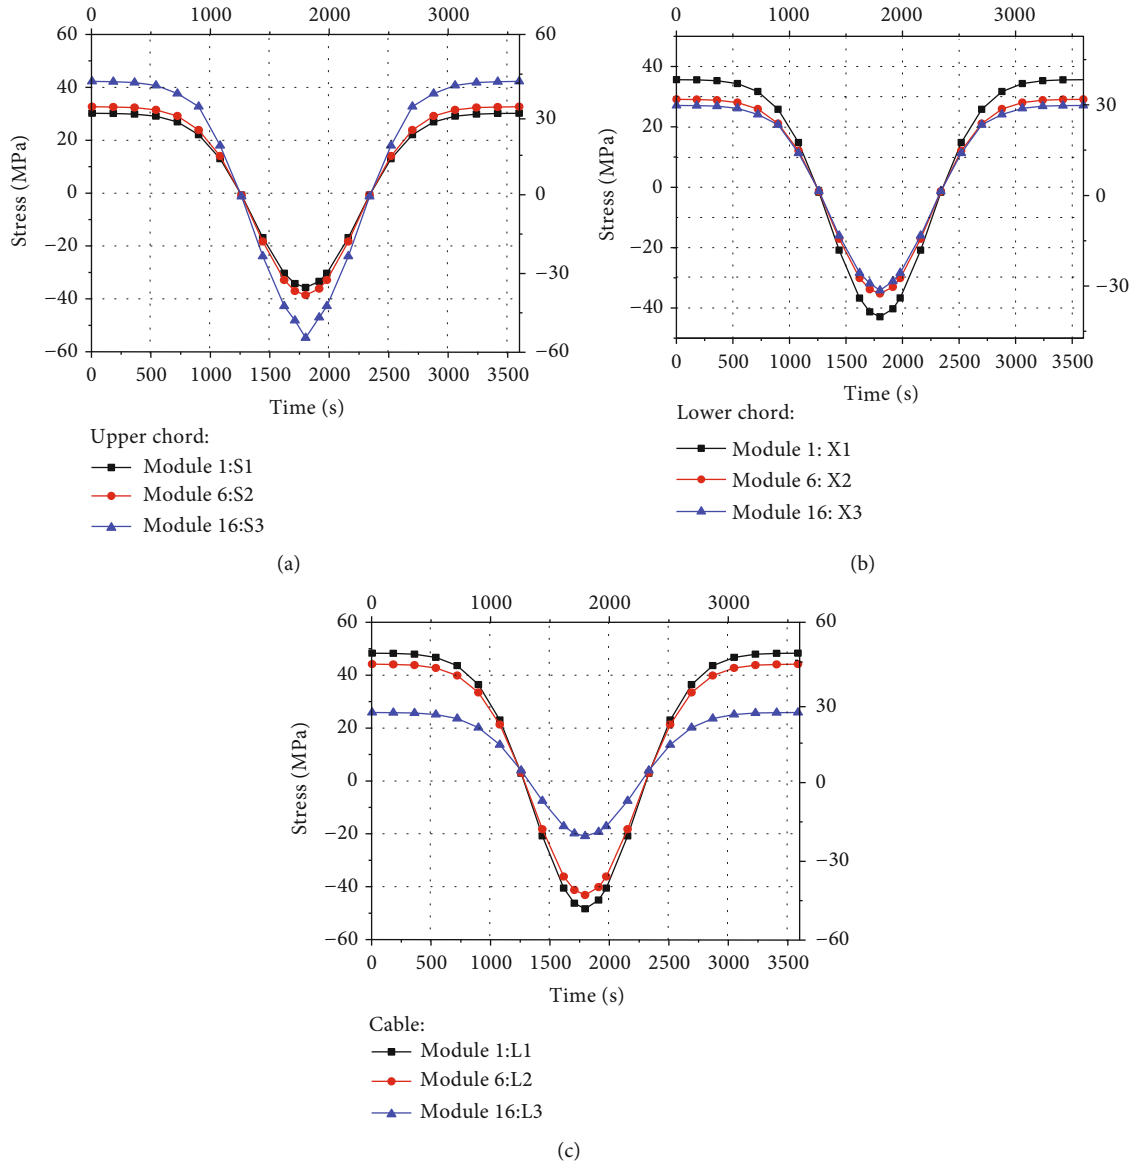 0 1000 2000 3000
60 60
40
30
20
0 0
−20
−30
−40
−60 −60
0 500 1000 1500 2000 2500 3000 3500
Stress (MPa)
Time (s)
Upper chord:
Module 1:S1
Module 6:S2
Module 16:S3
(a)
0 1000 2000 3000
40
30
20
0 0
−20
−30
−40
0 500 1000 1500 2000 2500 3000 3500
Stress (MPa)
Time (s)
Lower chord:
Module 1: X1
Module 6: X2
Module 16: X3
(b)
0 1000 2000 3000
60 60
40
30
20
0 0
−20
−30
−40
−60 −60
0 500 1000 1500 2000 2500 3000 3500
Stress (MPa)
Time (s)
Cable:
Module 1:L1
Module 6:L2
Module 16:L3
(c)